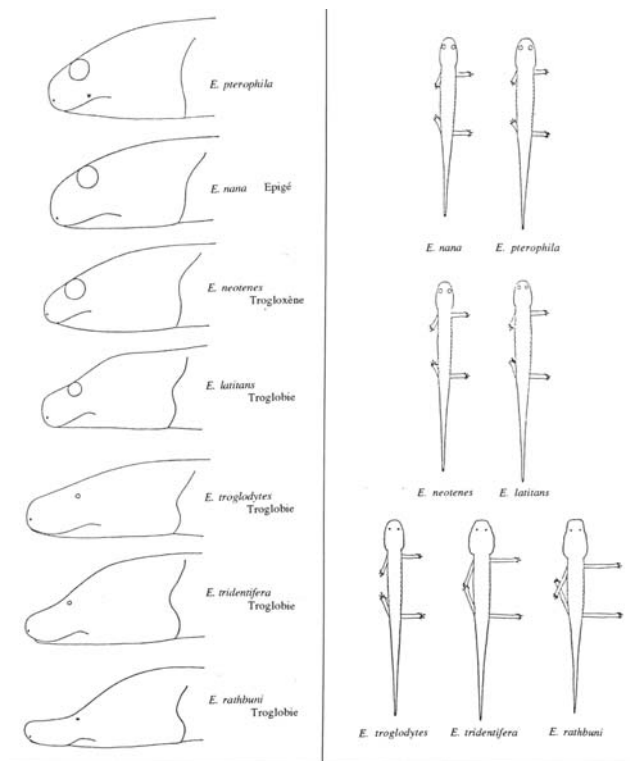 E. pterophila
E. nana Epigé
E. neotenes
Trogloxène
E. latitans
Troglobie
E. troglodytes
Troglobie
E. tridentifera
Troglobie
E. rathbuni
Troglobie
E. nana E. pterophila
E. neotenes E. latitans
E. troglodytes E. tridentifera E. rathbuni